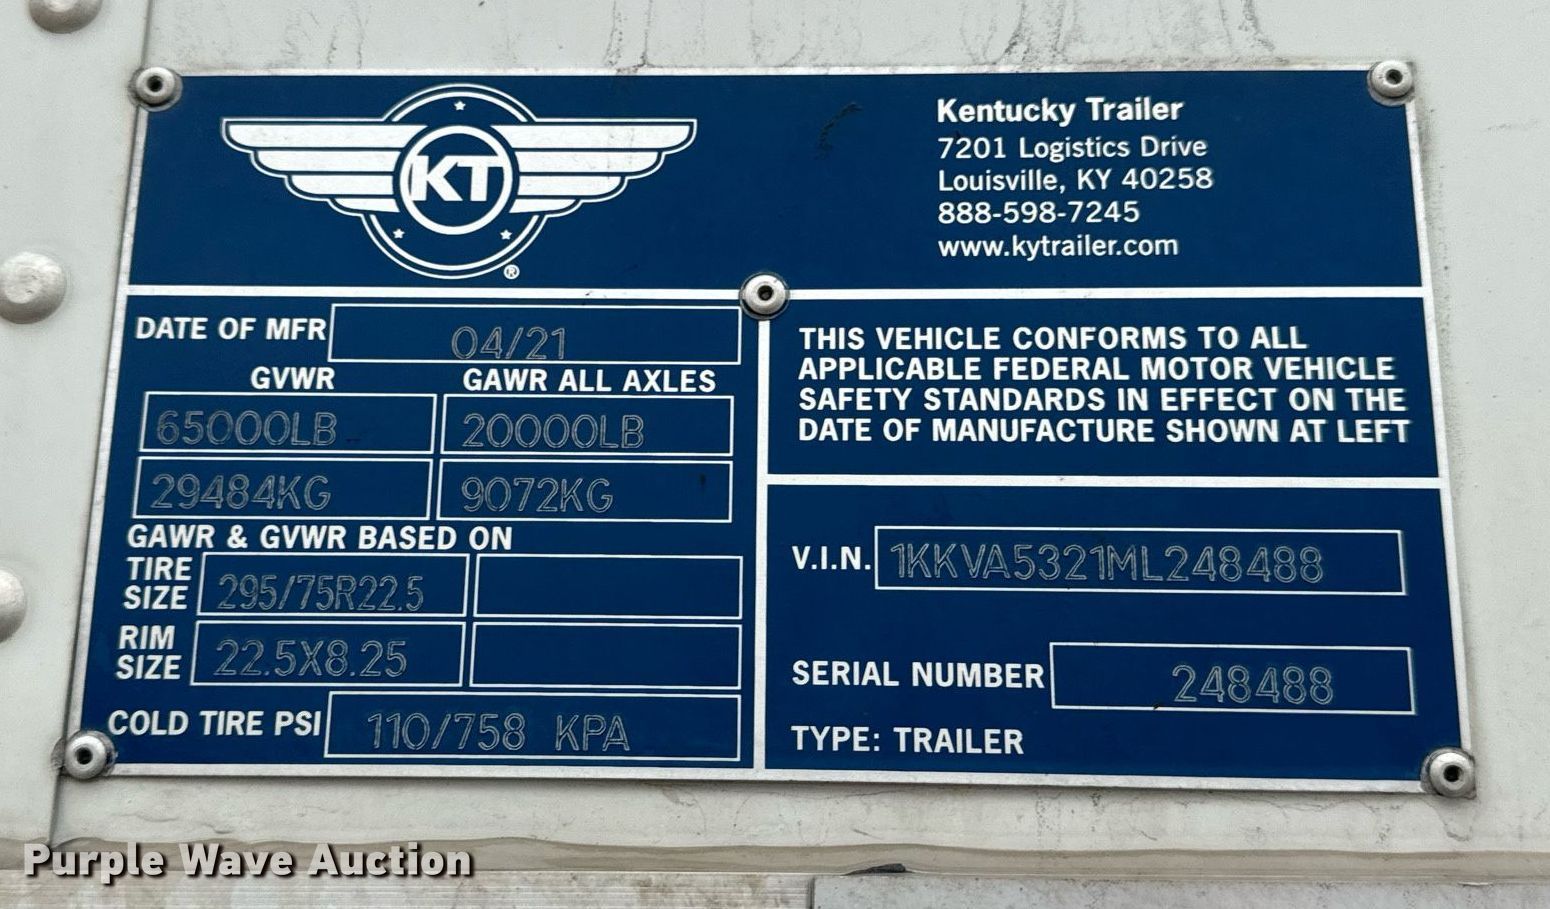 KT
®
Kentucky Trailer
7201 Logistics Drive
Louisville, KY 40258
888-598-7245
www.kytrailer.com
DATE OF MFR 04/21
GVWR GAWR ALL AXLES
65000LB 20000LB
29484KG 9072KG
GAWR & GVWR BASED ON
TIRE SIZE 295/75R22.5
RIM SIZE 22.5X8.25
COLD TIRE PSI 110/758 KPA
THIS VEHICLE CONFORMS TO ALL
APPLICABLE FEDERAL MOTOR VEHICLE
SAFETY STANDARDS IN EFFECT ON THE
DATE OF MANUFACTURE SHOWN AT LEFT
V.I.N. 1KKVA5321ML248488
SERIAL NUMBER 248488
TYPE: TRAILER
Purple Wave Auction